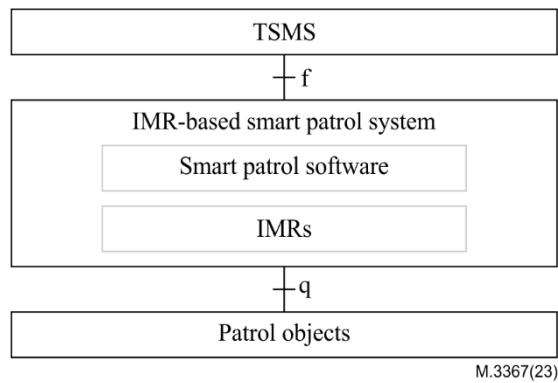 TSMS
f
IMR-based smart patrol system
Smart patrol software
IMRs
q
Patrol objects
M.3367(23)